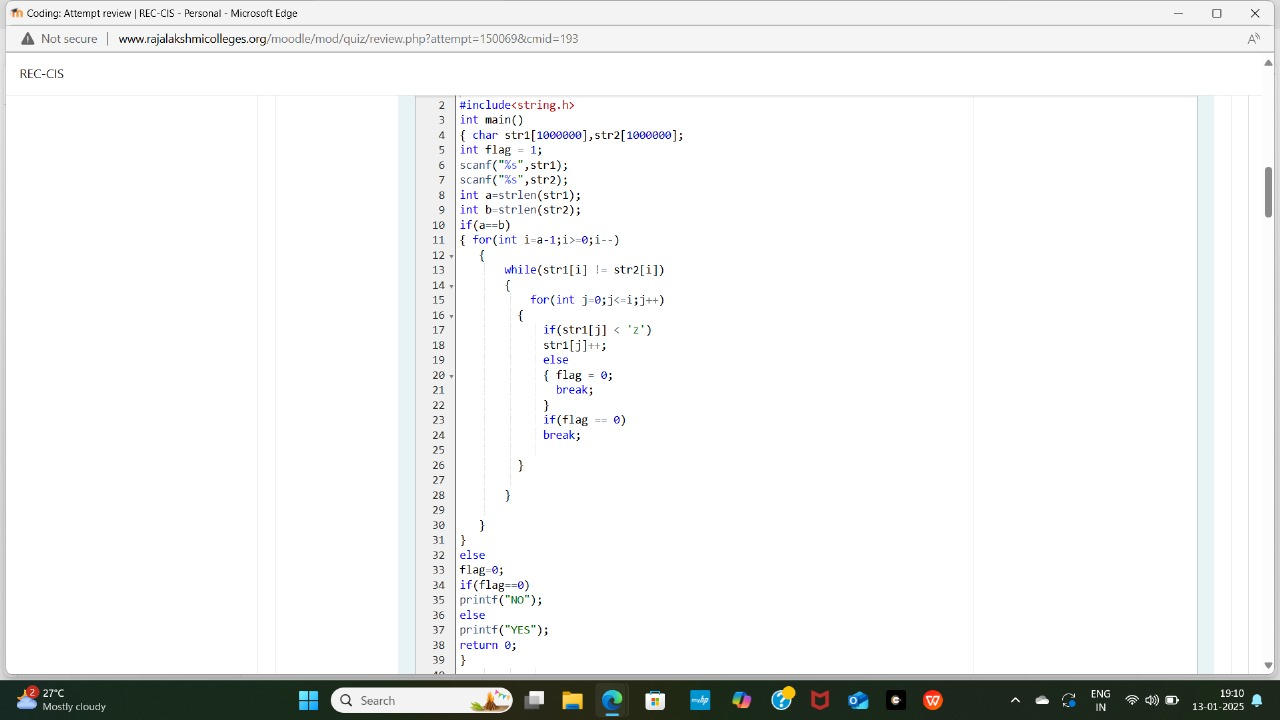 Coding: Attempt review | REC-CIS - Personal - Microsoft Edge
Not secure www.rajalakshmicolleges.org/moodle/mod/quiz/review.php?attempt=150069&cmid=193
REC-CIS
2 #include<string.h>
3 int main()
4 { char str1[1000000],str2[1000000];
5 int flag = 1;
6 scanf("%s",str1);
7 scanf("%s",str2);
8 int a=strlen(str1);
9 int b=strlen(str2);
10 if(a==b)
11 { for(int i=a-1;i>=0;i--)
12 {
13 while(str1[i] != str2[i])
14 {
15 for(int j=0;j<=i;j++)
16 {
17 if(str1[j] < 'z')
18 str1[j]++;
19 else
20 { flag = 0;
21 break;
22 }
23 if(flag == 0)
24 break;
25
26 }
27
28 }
29
30 }
31 }
32 else
33 flag=0;
34 if(flag==0)
35 printf("NO");
36 else
37 printf("YES");
38 return 0;
39 }
2 27°C
Mostly cloudy
Search
ENG
IN
19:10
13-01-2025